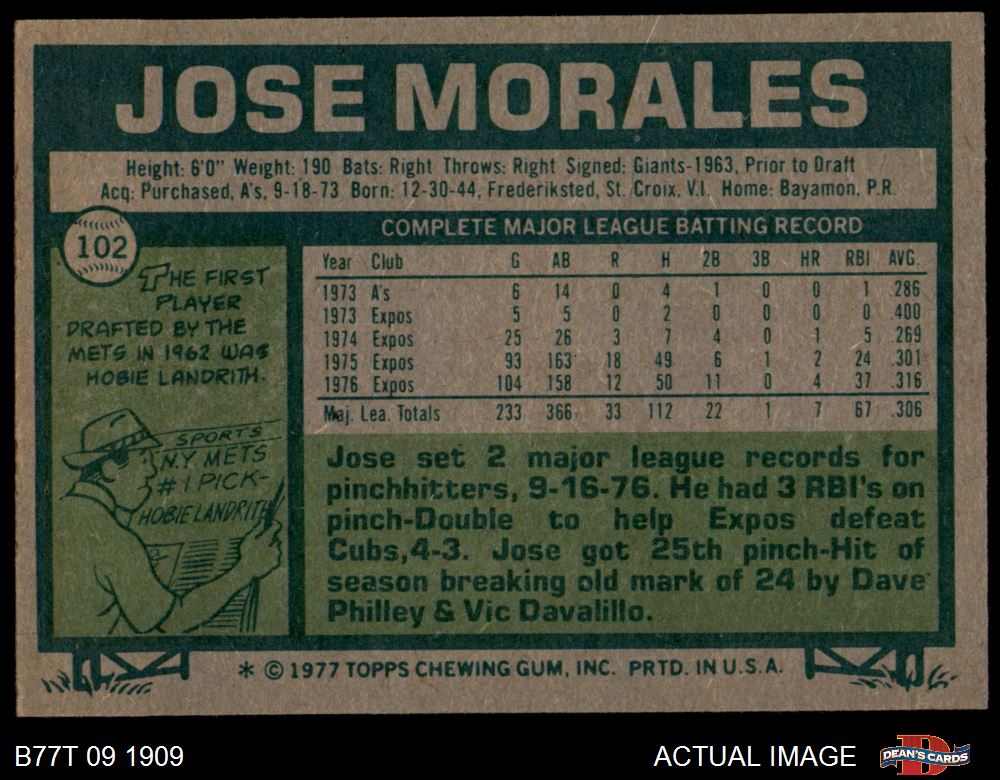 JOSE MORALES
Height: 6'0" Weight: 190 Bats: Right Throws: Right Signed: Giants-1963, Prior to Draft
Acq: Purchased, A's, 9-18-73 Born: 12-30-44, Frederiksted, St. Croix, V.I. Home: Bayamon, P.R.
102
THE FIRST
PLAYER
DRAFTED BY THE
METS IN 1962 WAS
HOBIE LANDRITH.
SPORTS
N.Y. METS
#1 PICK-
HOBIE LANDRITH
COMPLETE MAJOR LEAGUE BATTING RECORD
Year Club G AB R H 2B 3B HR RBI AVG.
1973 A's 6 14 0 4 1 0 0 1 .286
1973 Expos 5 5 0 2 0 0 0 0 .400
1974 Expos 25 26 3 7 4 0 1 5 .269
1975 Expos 93 163 18 49 6 1 2 24 .301
1976 Expos 104 158 12 50 11 0 4 37 .316
Maj. Lea. Totals 233 366 33 112 22 1 7 67 .306
Jose set 2 major league records for
pinchhitters, 9-16-76. He had 3 RBI's on
pinch-Double to help Expos defeat
Cubs,4-3. Jose got 25th pinch-Hit of
season breaking old mark of 24 by Dave
Philley & Vic Davalillo.
* © 1977 TOPPS CHEWING GUM, INC. PRTD. IN U.S.A.
B77T 09 1909
ACTUAL IMAGE
DEAN'S CARDS